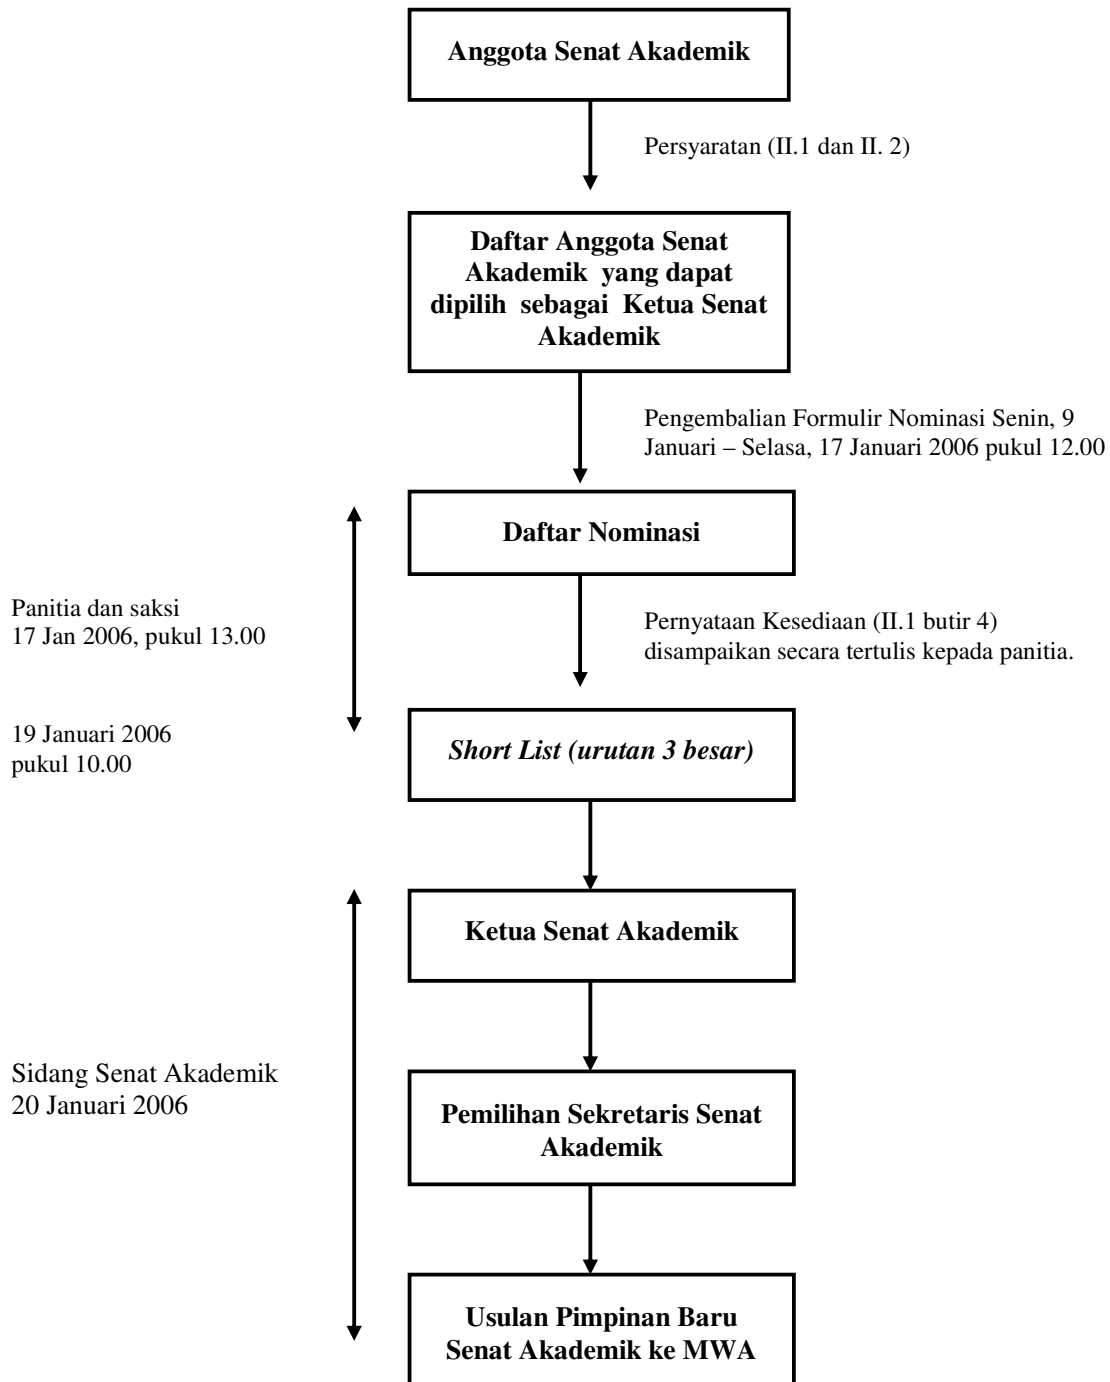 Anggota Senat Akademik
Persyaratan (II.1 dan II. 2)
Daftar Anggota Senat
Akademik yang dapat
dipilih sebagai Ketua Senat
Akademik
Pengembalian Formulir Nominasi Senin, 9
Januari – Selasa, 17 Januari 2006 pukul 12.00
Daftar Nominasi
Panitia dan saksi
17 Jan 2006, pukul 13.00
Pernyataan Kesediaan (II.1 butir 4)
disampaikan secara tertulis kepada panitia.
19 Januari 2006
pukul 10.00
Short List (urutan 3 besar)
Ketua Senat Akademik
Sidang Senat Akademik
20 Januari 2006
Pemilihan Sekretaris Senat
Akademik
Usulan Pimpinan Baru
Senat Akademik ke MWA